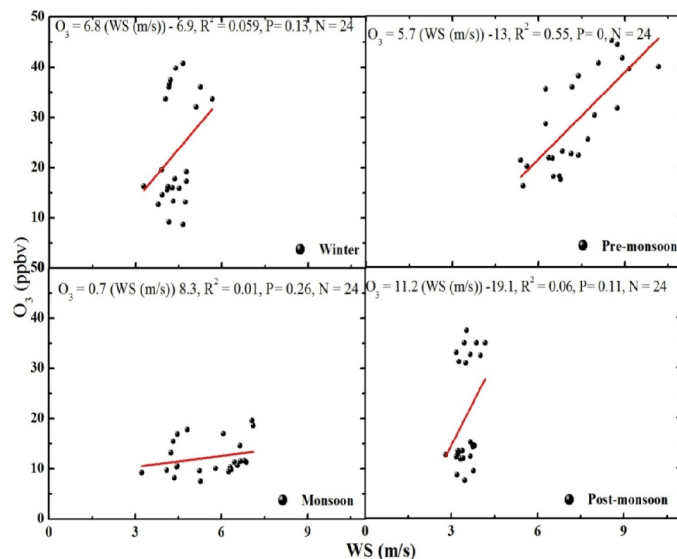 O3 = 6.8 (WS (m/s)) - 6.9, R² = 0.059, P= 0.13, N = 24
O3 = 5.7 (WS (m/s)) -13, R² = 0.55, P= 0, N = 24
50
40
30
20
10
Winter
Pre-monsoon
50
O3 = 0.7 (WS (m/s)) 8.3, R² = 0.01, P= 0.26, N = 24
O3 = 11.2 (WS (m/s)) -19.1, R² = 0.06, P= 0.11, N = 24
40
30
20
10
0
Monsoon
Post-monsoon
0 3 6 9 0 3 6 9
O3 (ppbv)
WS (m/s)